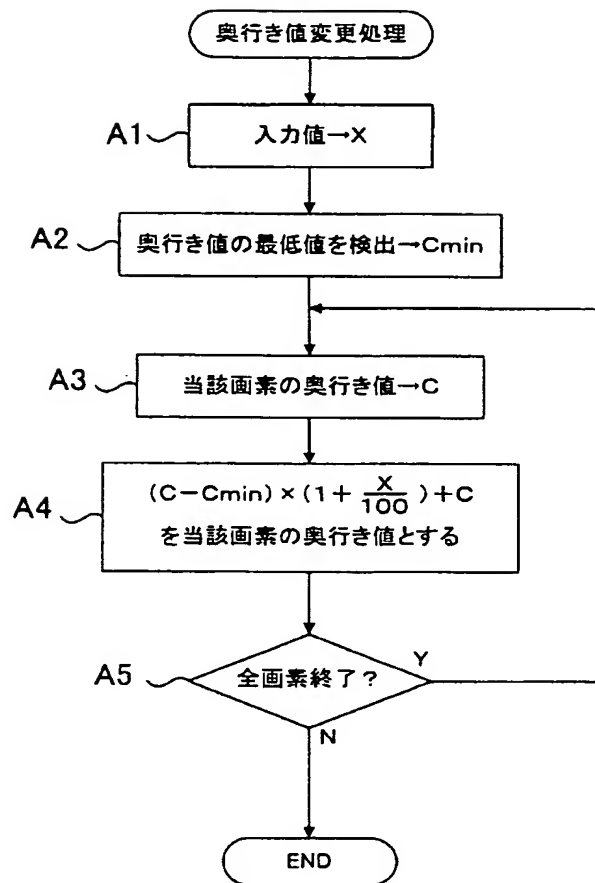 奥行き値変更処理
A1
入力値→X
A2
奥行き値の最低値を検出→Cmin
A3
当該画素の奥行き値→C
A4
(C-Cmin)×(1+X/100)+C
を当該画素の奥行き値とする
A5
全画素終了?
Y
N
END